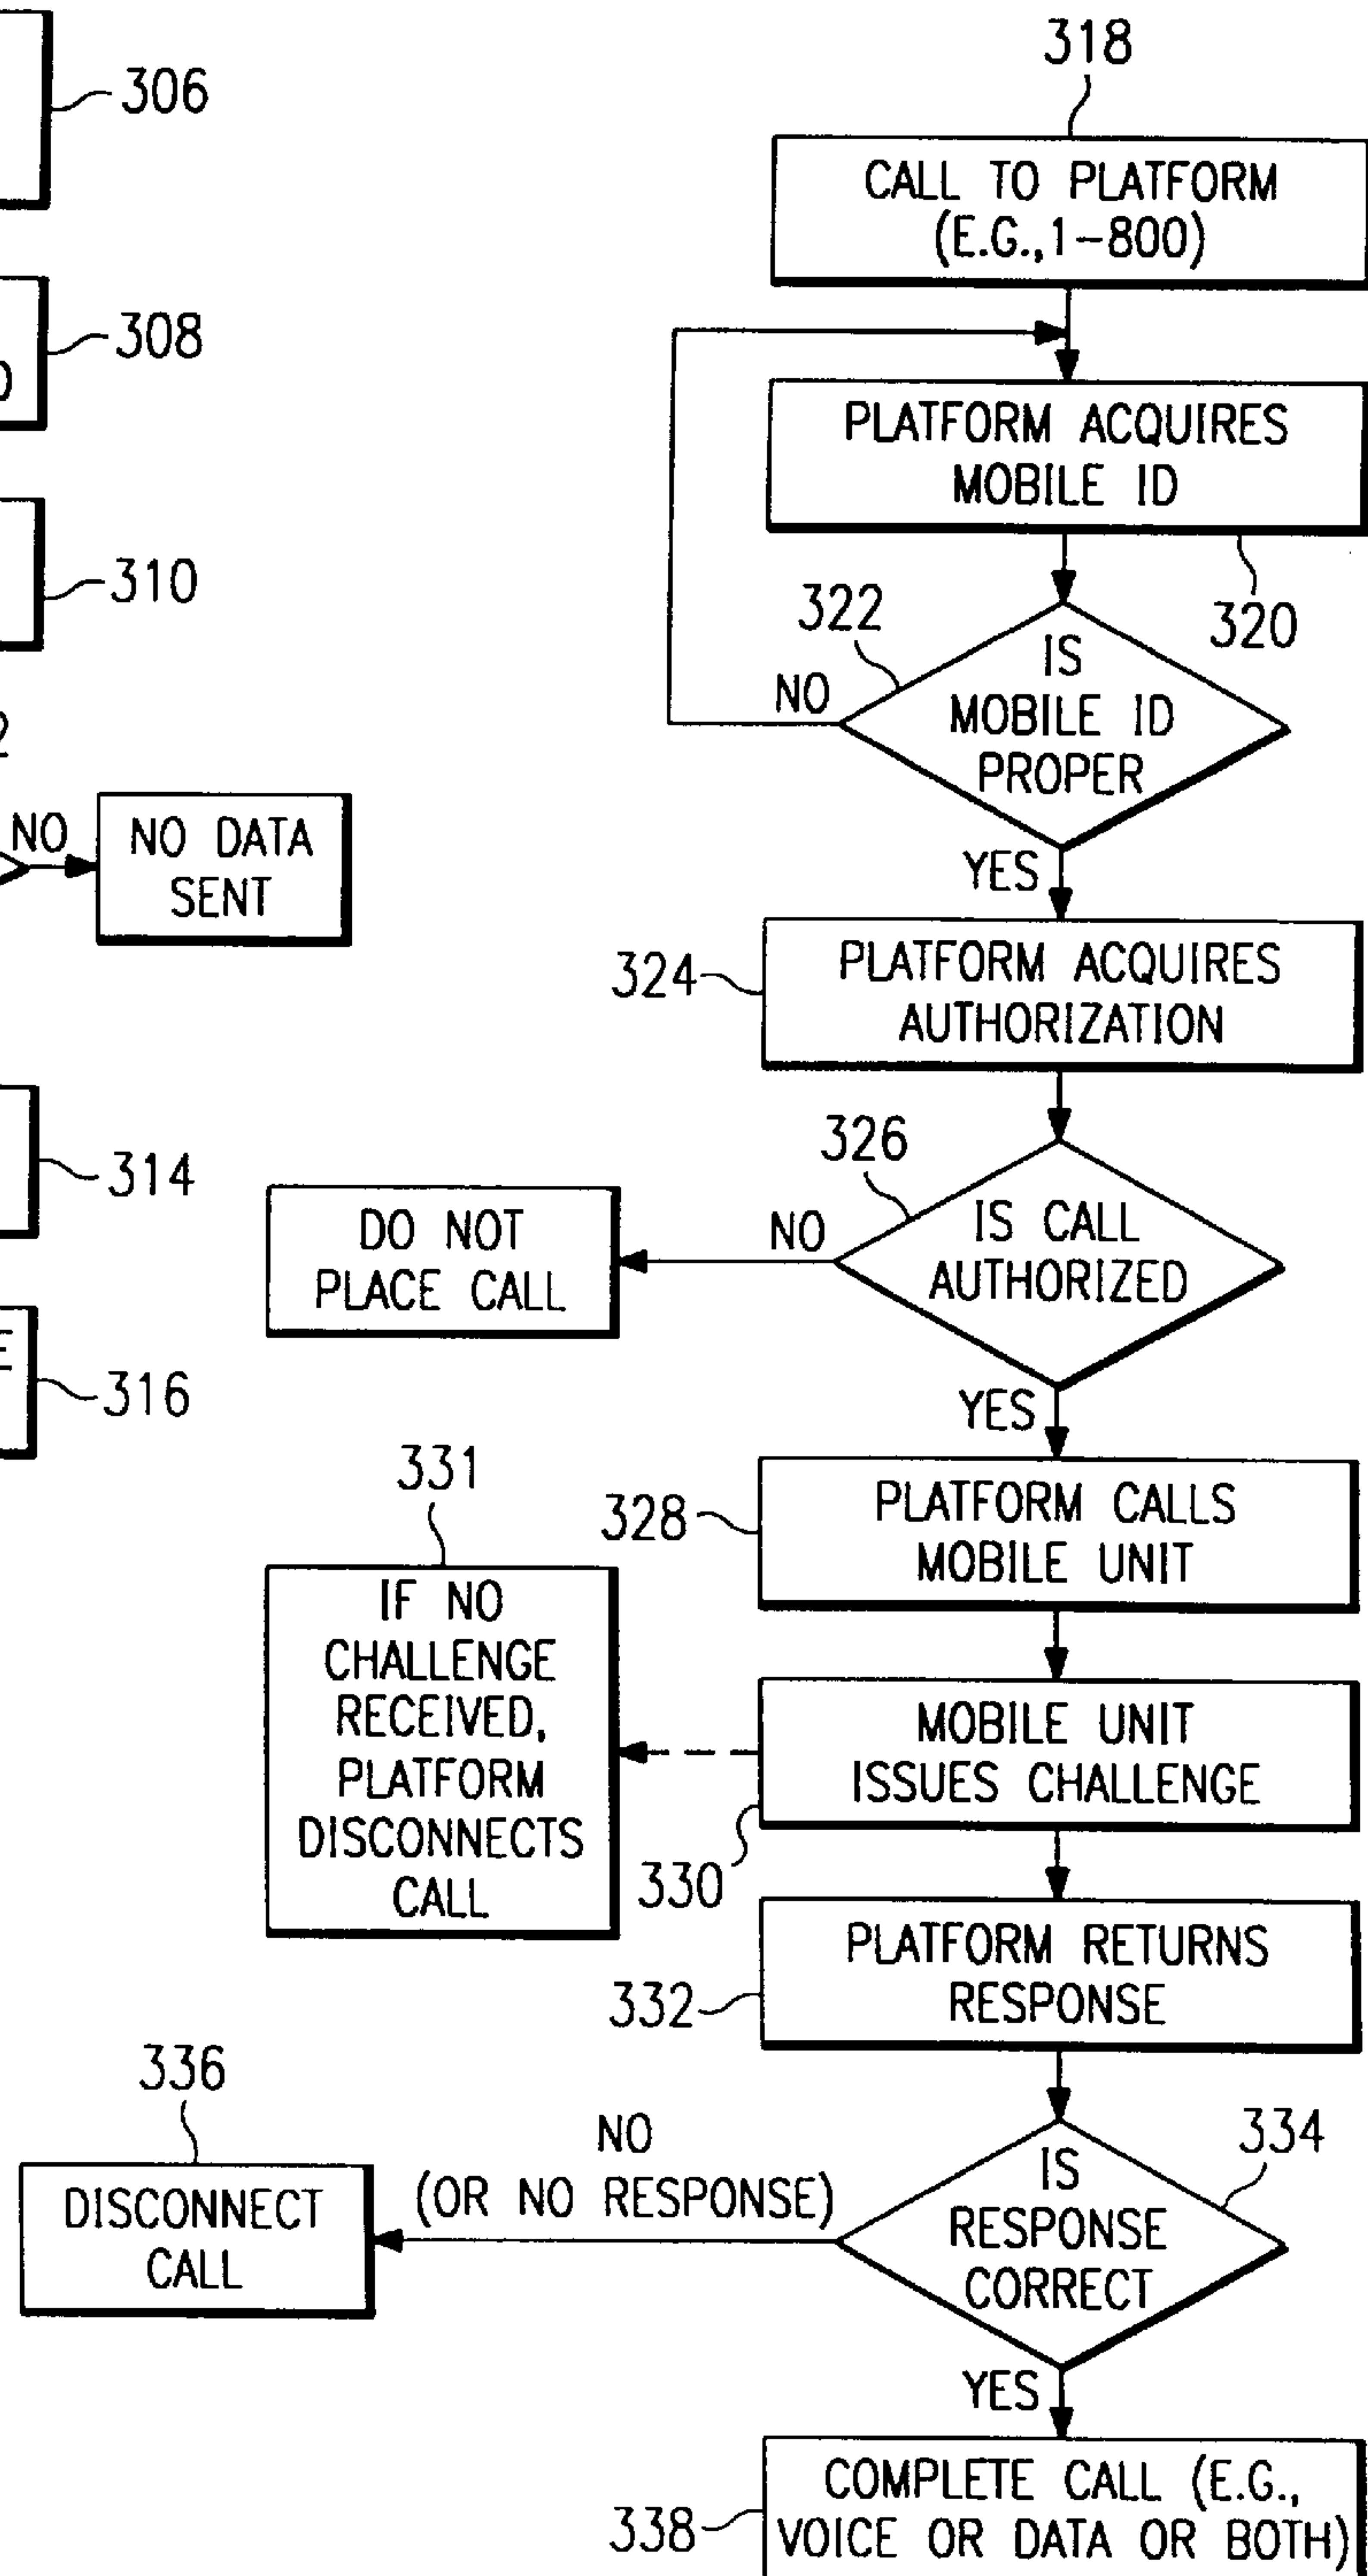 306
308
310
NO
NO DATA
SENT
314
316
318
CALL TO PLATFORM
(E.G.,1-800)
PLATFORM ACQUIRES
MOBILE ID
320
322
IS
MOBILE ID
PROPER
NO
YES
324
PLATFORM ACQUIRES
AUTHORIZATION
326
IS CALL
AUTHORIZED
NO
DO NOT
PLACE CALL
YES
328
PLATFORM CALLS
MOBILE UNIT
331
IF NO
CHALLENGE
RECEIVED,
PLATFORM
DISCONNECTS
CALL
MOBILE UNIT
ISSUES CHALLENGE
330
332
PLATFORM RETURNS
RESPONSE
334
IS
RESPONSE
CORRECT
NO
(OR NO RESPONSE)
336
DISCONNECT
CALL
YES
338
COMPLETE CALL (E.G.,
VOICE OR DATA OR BOTH)